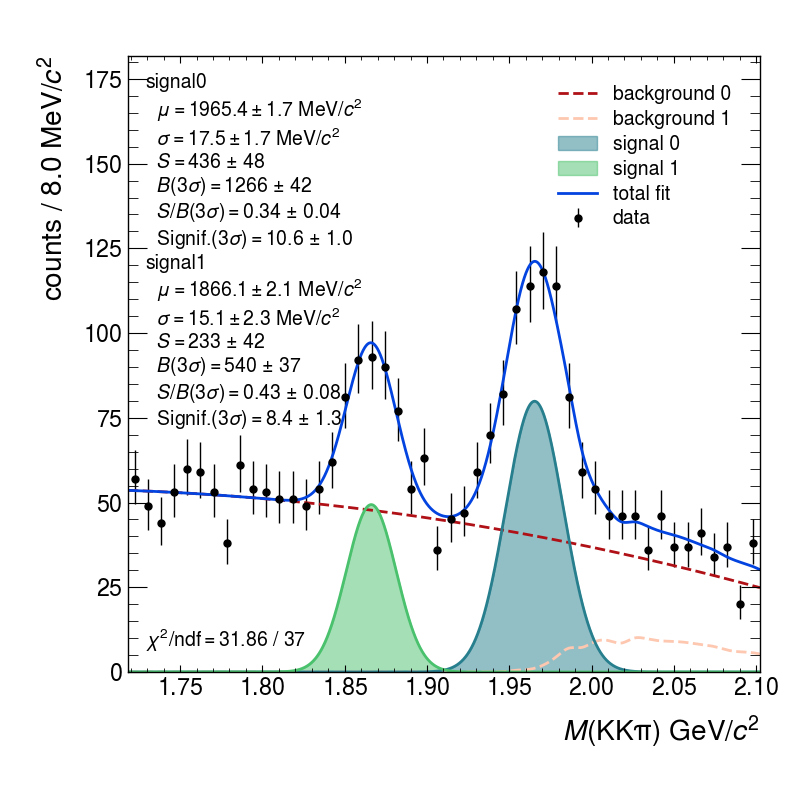 counts / 8.0 MeV/c²
175
150
125
100
75
50
25
0
signal0
μ = 1965.4 ± 1.7 MeV/c²
σ = 17.5 ± 1.7 MeV/c²
S = 436 ± 48
B(3σ) = 1266 ± 42
S/B(3σ) = 0.34 ± 0.04
Signif.(3σ) = 10.6 ± 1.0
signal1
μ = 1866.1 ± 2.1 MeV/c²
σ = 15.1 ± 2.3 MeV/c²
S = 233 ± 42
B(3σ) = 540 ± 37
S/B(3σ) = 0.43 ± 0.08
Signif.(3σ) = 8.4 ± 1.3
background 0
background 1
signal 0
signal 1
total fit
data
χ²/ndf = 31.86 / 37
1.75
1.80
1.85
1.90
1.95
2.00
2.05
2.10
M(KKπ) GeV/c²